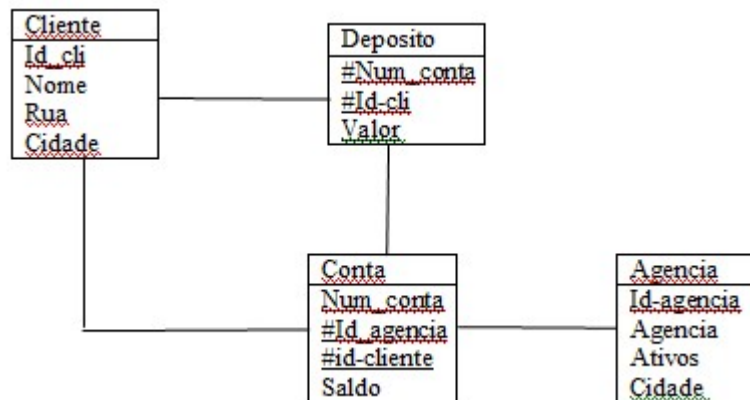 Cliente
Id_cli
Nome
Rua
Cidade
Deposito
#Num_conta
#Id-cli
Valor
Conta
Num_conta
#Id_agencia
#id-cliente
Saldo
Agencia
Id-agencia
Agencia
Ativos
Cidade